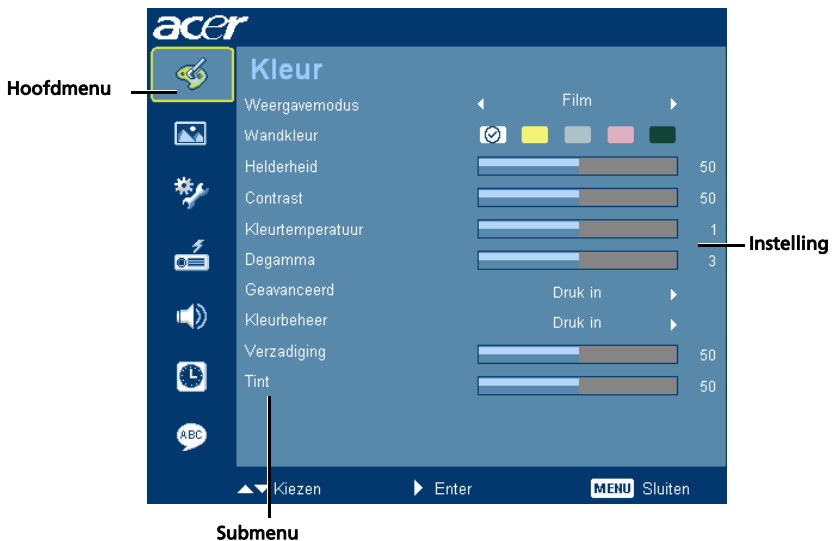 acer
Kleur
Hoofdmenu
Weergavemodus Film
Wandkleur
Helderheid 50
Contrast 50
Kleurtemperatuur 1
Instelling
Degamma 3
Geavanceerd Druk in
Kleurbeheer Druk in
Verzadiging 50
Tint 50
ABC
Kiezen Enter MENU Sluiten
Submenu